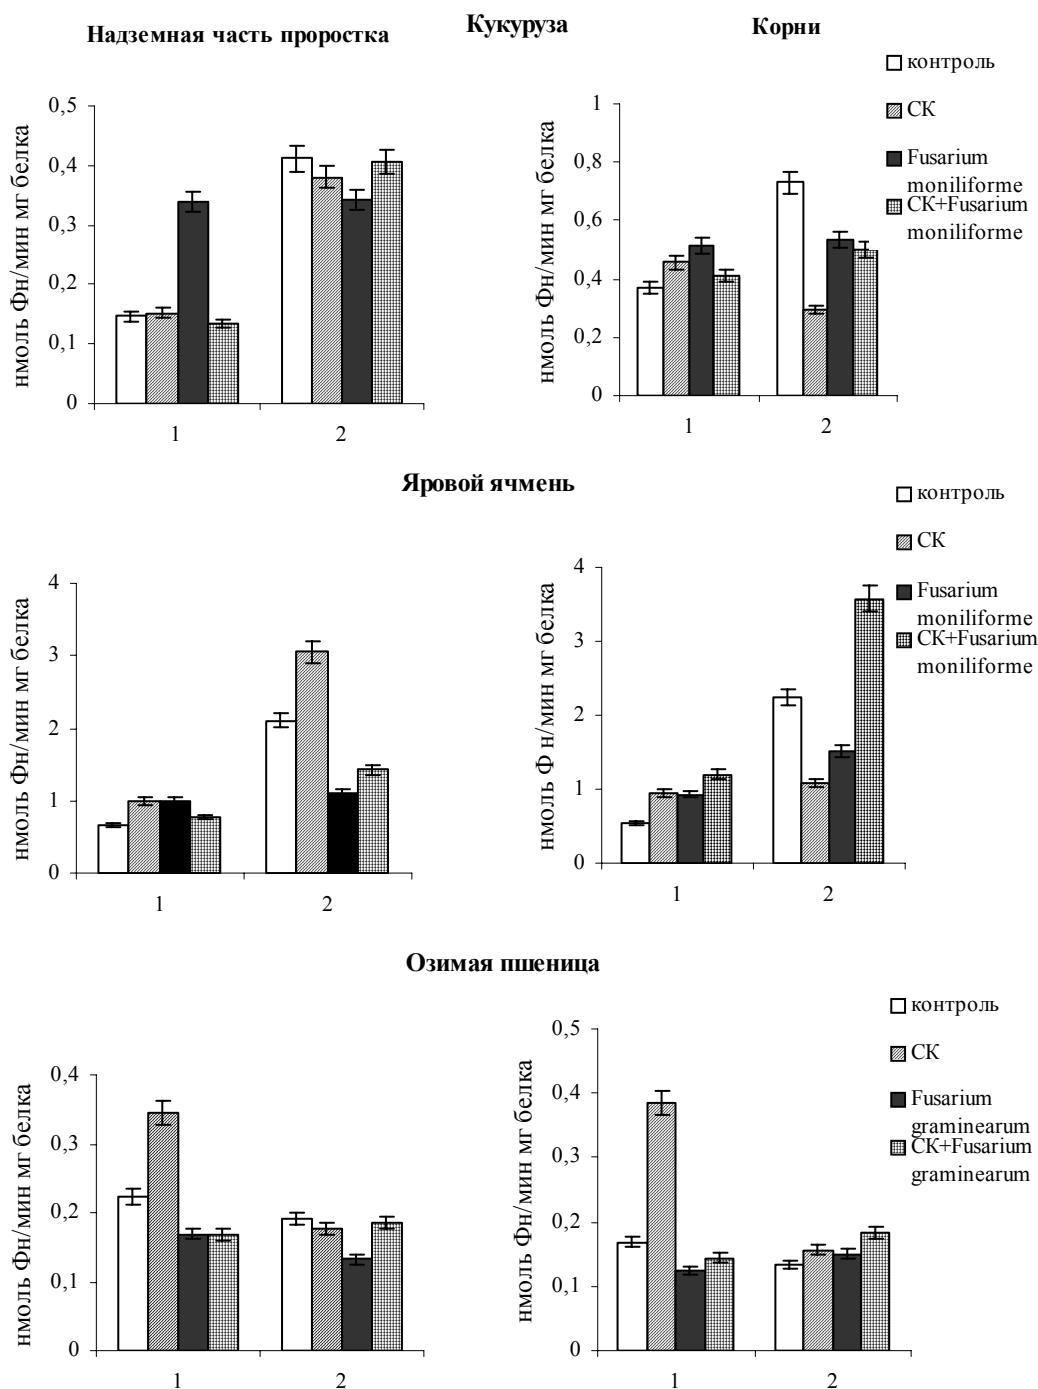 Кукуруза
Надземная часть проростка
Корни
нмоль Фн/мин мг белка
0,5
0,4
0,3
0,2
0,1
0
1
2
нмоль Фн/мин мг белка
1
0,8
0,6
0,4
0,2
0
1
2
контроль
СК
Fusarium
moniliforme
СК+Fusarium
moniliforme
Яровой ячмень
нмоль Фн/мин мг белка
4
3
2
1
0
1
2
нмоль Ф н/мин мг белка
4
3
2
1
0
1
2
контроль
СК
Fusarium
moniliforme
СК+Fusarium
moniliforme
Озимая пшеница
нмоль Фн/мин мг белка
0,4
0,3
0,2
0,1
0
1
2
нмоль Фн/мин мг белка
0,5
0,4
0,3
0,2
0,1
0
1
2
контроль
СК
Fusarium
graminearum
СК+Fusarium
graminearum